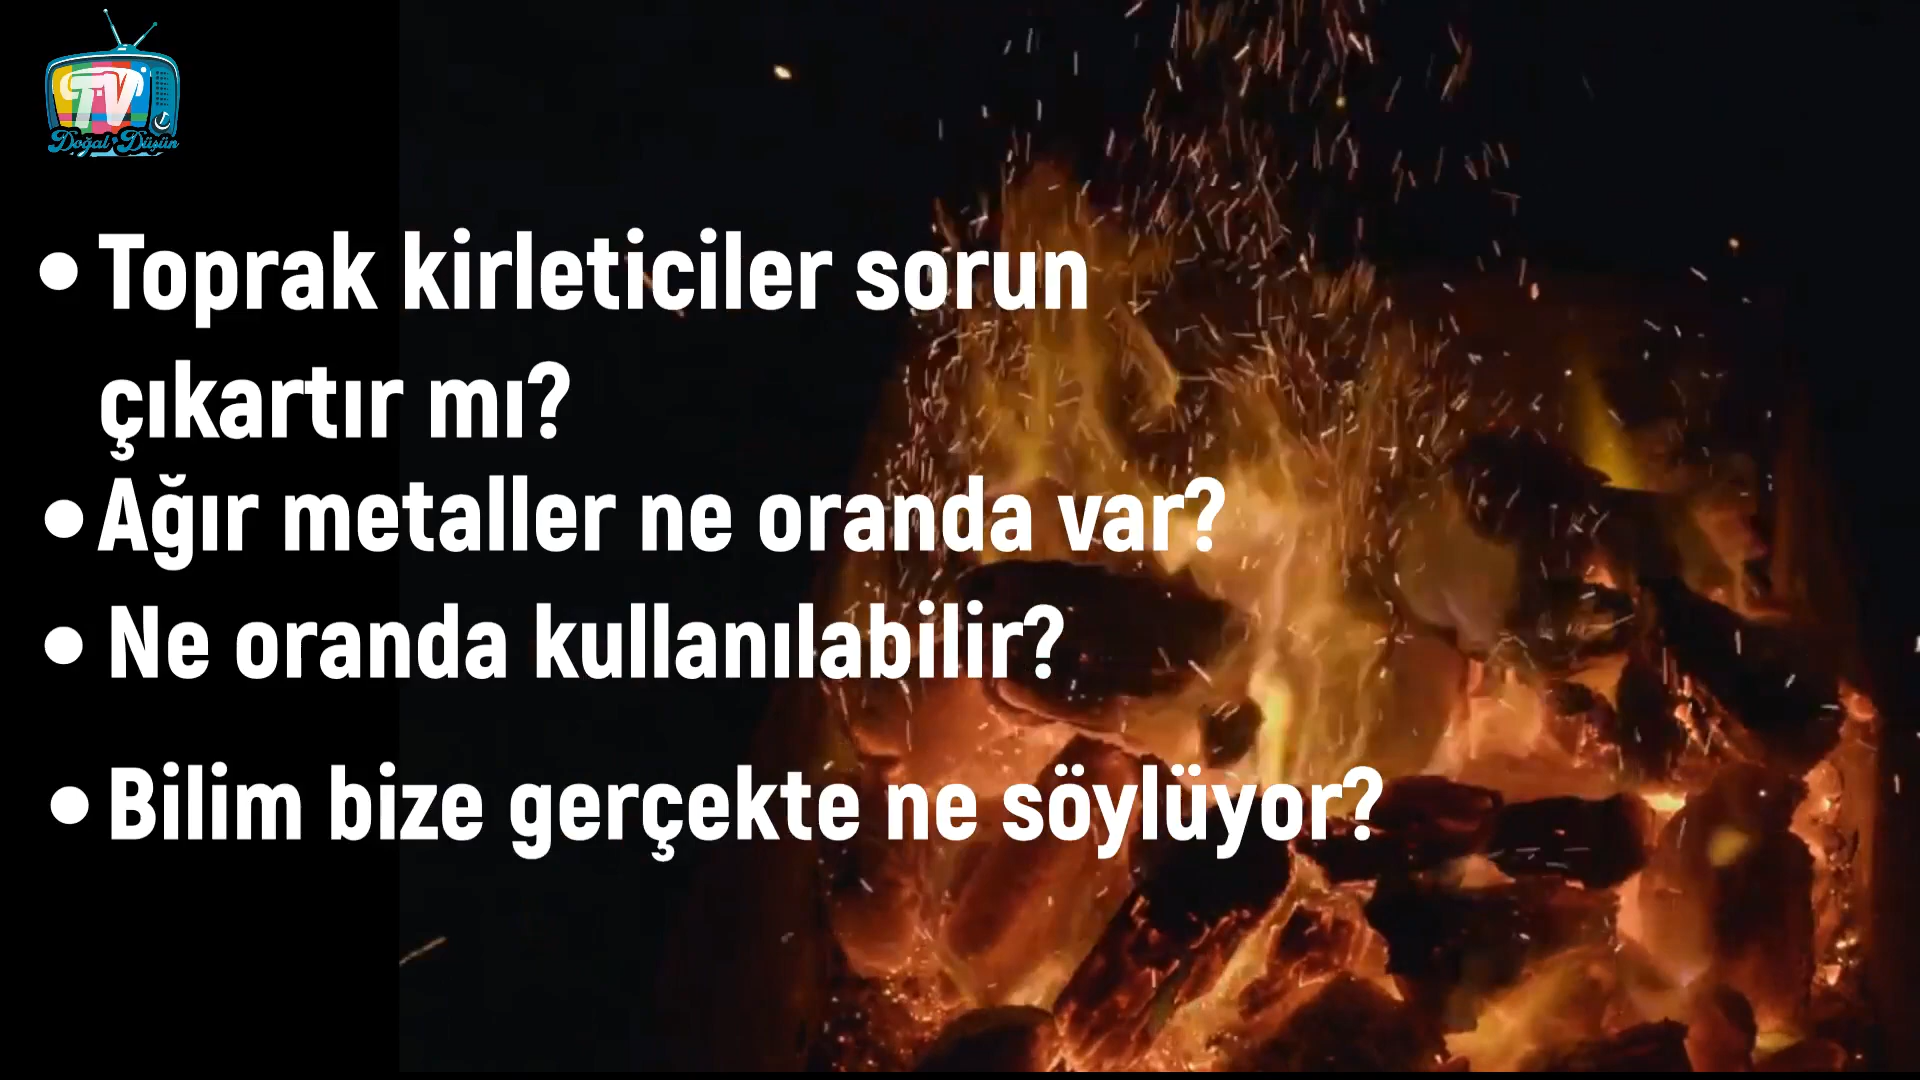 TV
Doğal Düşün
• Toprak kirleticiler sorun
çıkartır mı?
• Ağır metaller ne oranda var?
• Ne oranda kullanılabilir?
• Bilim bize gerçekte ne söylüyor?